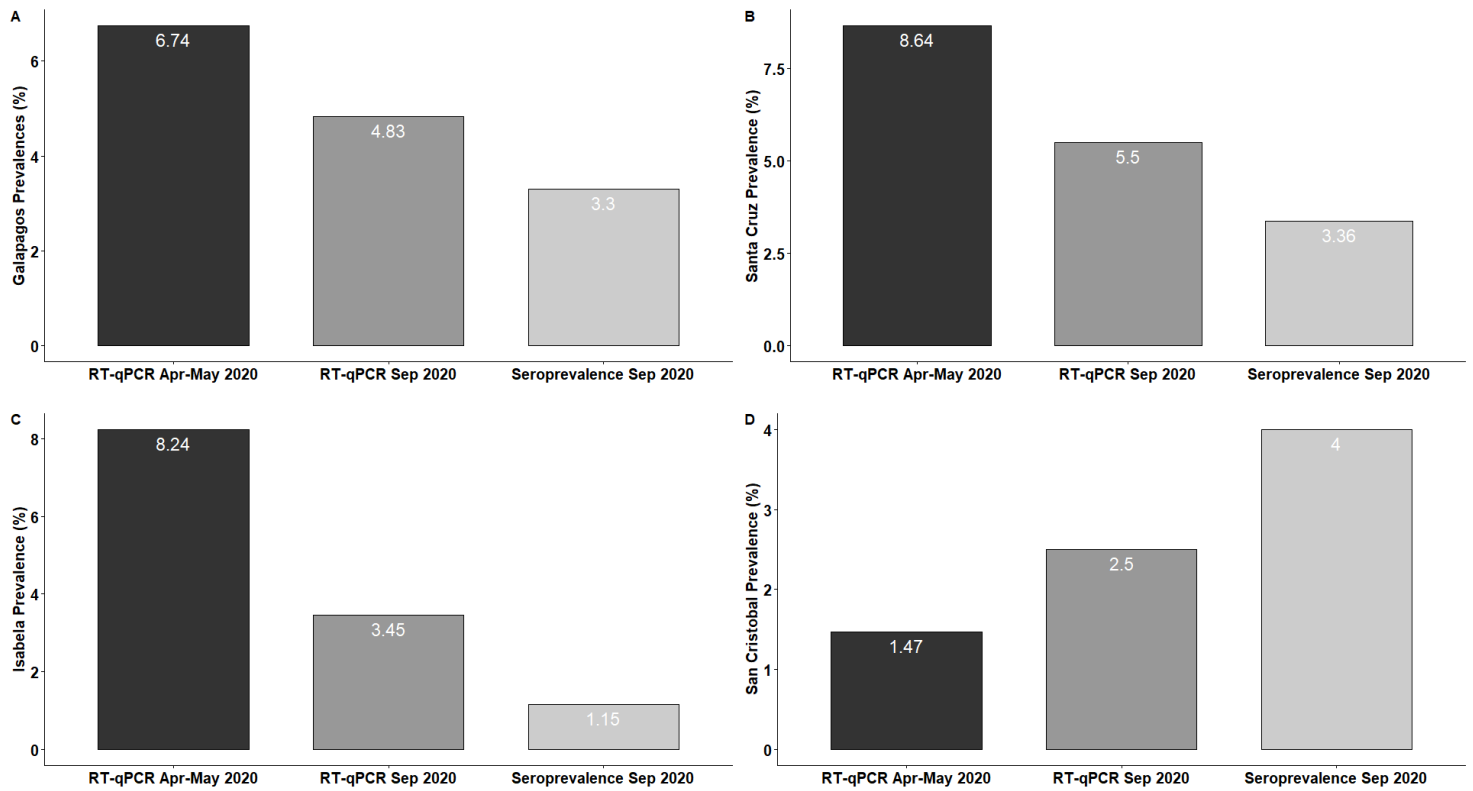 A
Galapagos Prevalences (%)
6
4
2
0
6.74
4.83
3.3
RT-qPCR Apr-May 2020
RT-qPCR Sep 2020
Seroprevalence Sep 2020
B
Santa Cruz Prevalence (%)
7.5
5.0
2.5
0.0
8.64
5.5
3.36
RT-qPCR Apr-May 2020
RT-qPCR Sep 2020
Seroprevalence Sep 2020
C
Isabela Prevalence (%)
8
6
4
2
0
8.24
3.45
1.15
RT-qPCR Apr-May 2020
RT-qPCR Sep 2020
Seroprevalence Sep 2020
D
San Cristobal Prevalence (%)
4
3
2
1
0
1.47
2.5
4
RT-qPCR Apr-May 2020
RT-qPCR Sep 2020
Seroprevalence Sep 2020